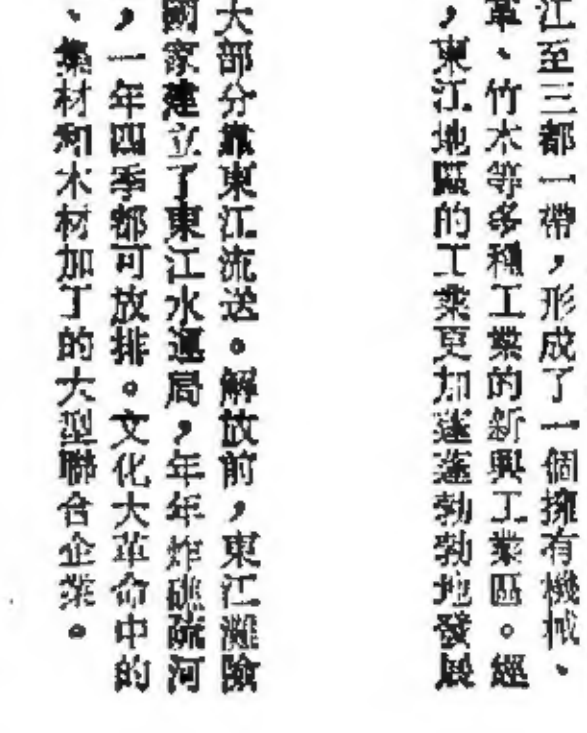 江至三都一帶，形成了一個擁有機械、
革、竹木等多種工業的新興工業區。經
，東江地區的工業更加蓬蓬勃勃地發展
大部分靠東江流送。解放前，東江灘險
國家建立了東江水運局，年年炸礁疏河
，一年四季都可放排。文化大革命中的
、集材和木材加工的大型聯合企業。